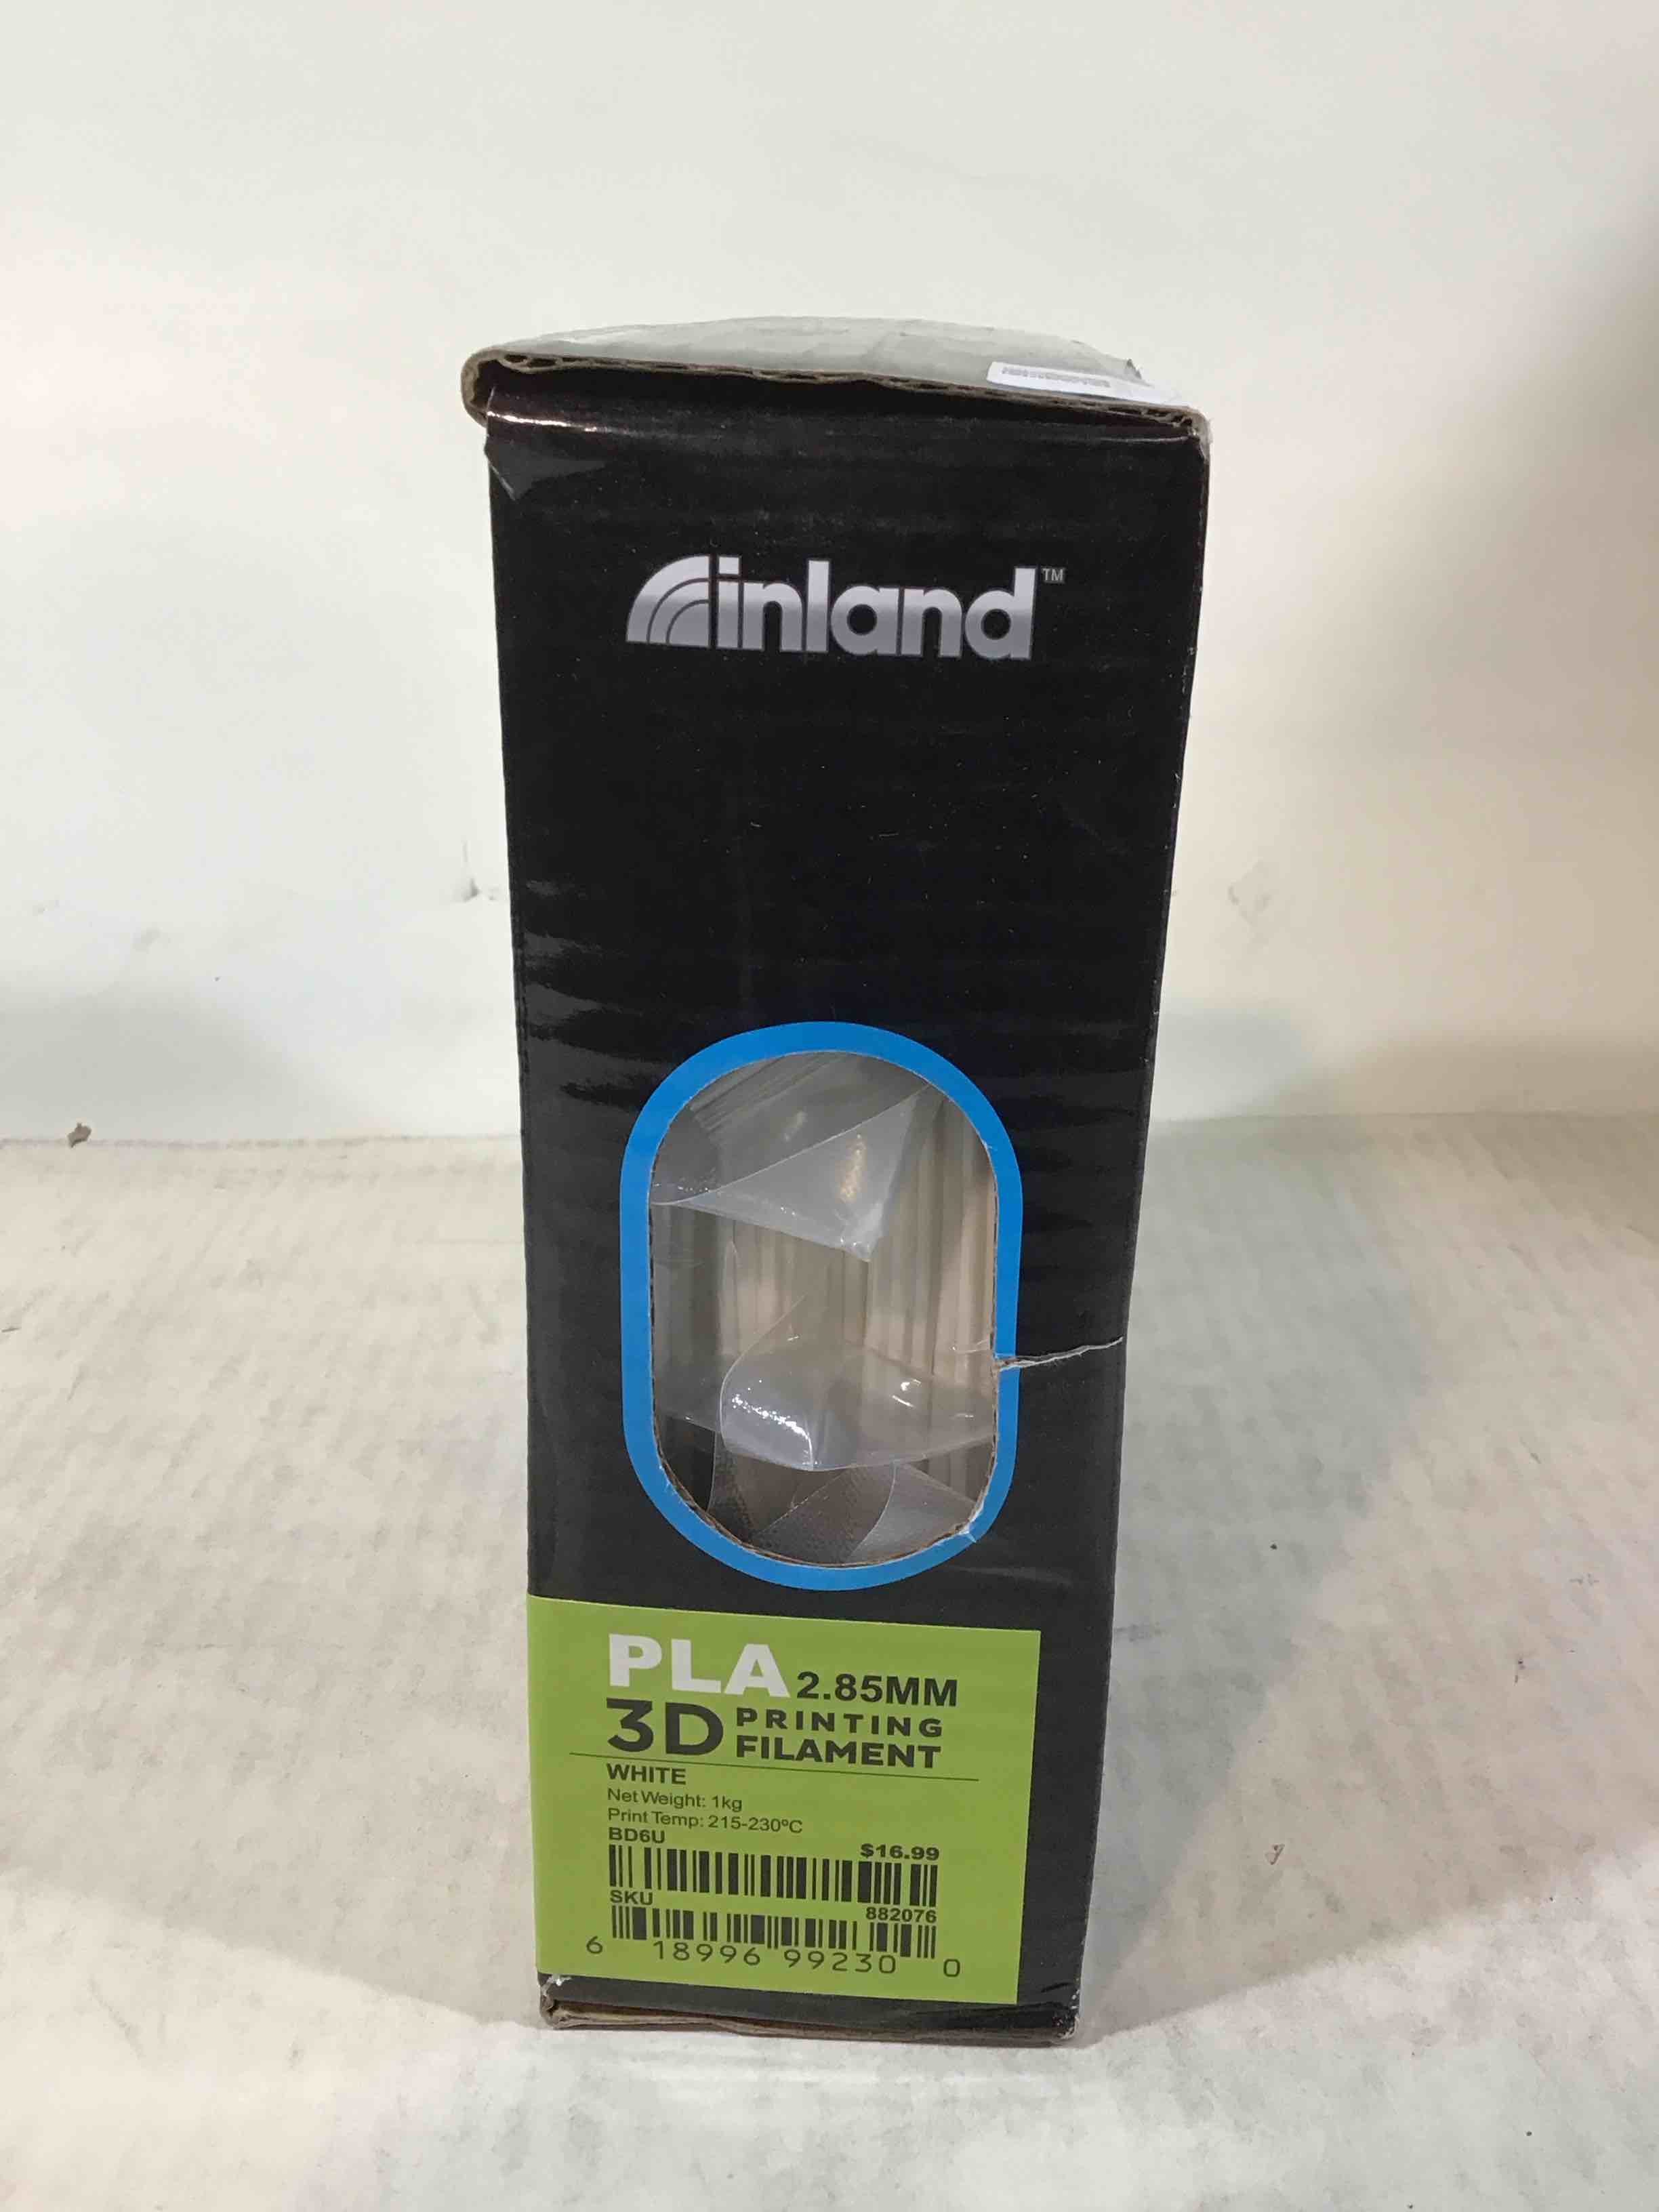 inland™
PLA 2.85MM
3D PRINTING
FILAMENT
WHITE
Net Weight: 1kg
Print Temp: 215-230ºC
BD6U
$16.99
SKU
882076
6 18996 99230 0